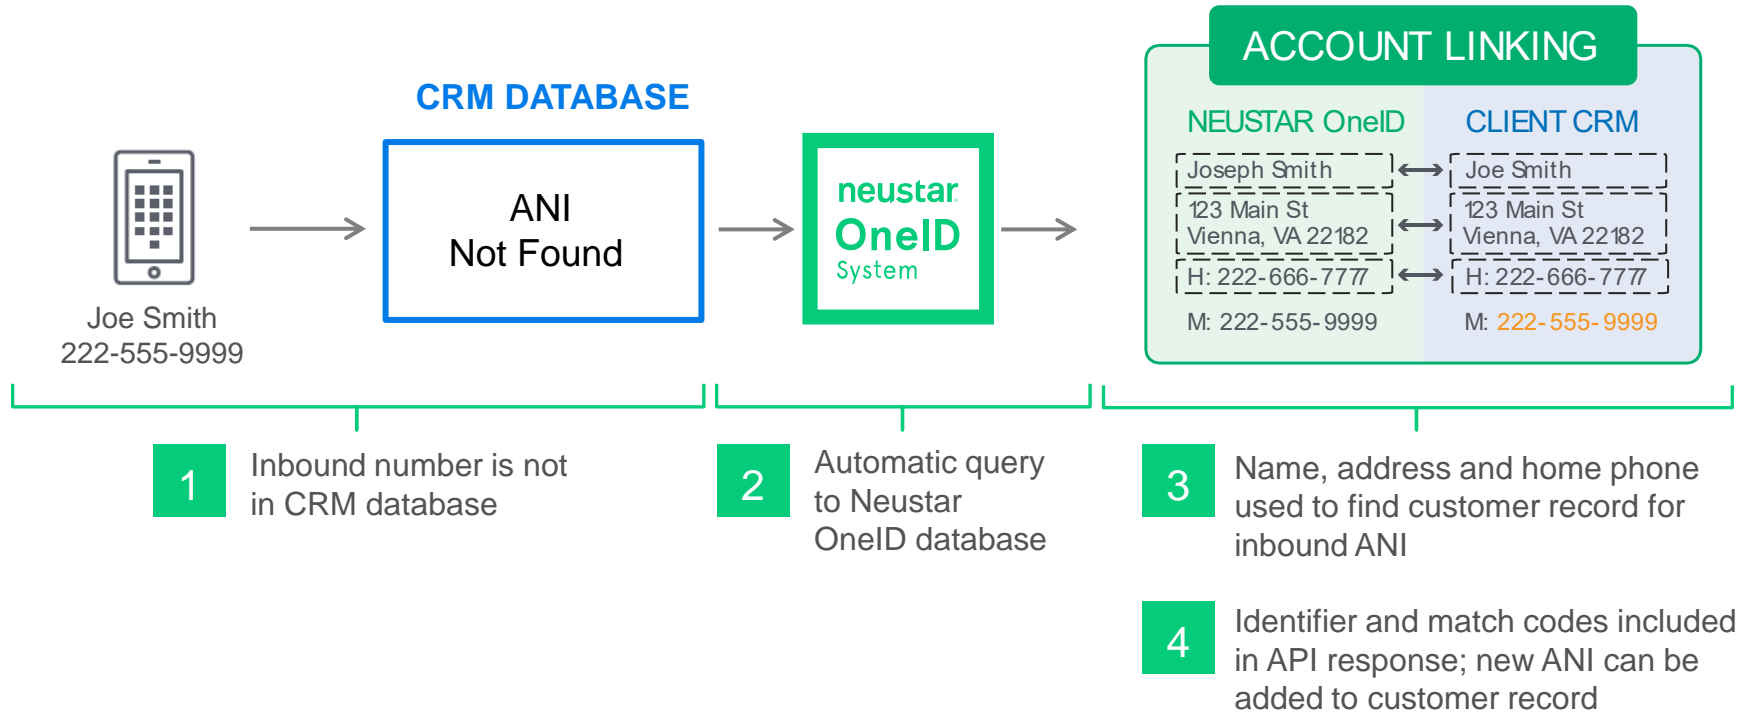 ACCOUNT LINKING
CRM DATABASE
NEUSTAR OneID
CLIENT CRM
Joseph Smith
Joe Smith
123 Main St
Vienna, VA 22182
123 Main St
Vienna, VA 22182
H: 222-666-7777
H: 222-666-7777
M: 222-555-9999
M: 222-555-9999
ANI
Not Found
neustar
OneID
System
Joe Smith
222-555-9999
1
Inbound number is not
in CRM database
2
Automatic query
to Neustar
OneID database
3
Name, address and home phone
used to find customer record for
inbound ANI
4
Identifier and match codes included
in API response; new ANI can be
added to customer record